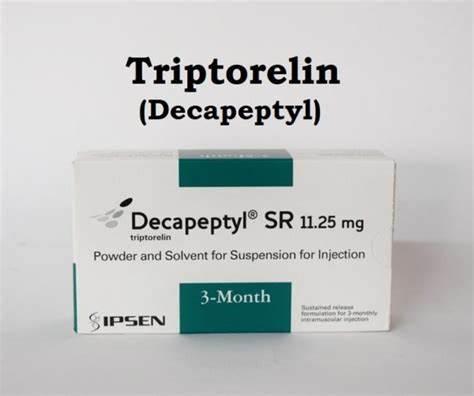 Triptorelin
(Decapeptyl)
Decapeptyl® SR 11.25 mg
triptorelin
Powder and Solvent for Suspension for Injection
3-Month
IPSEN
Sustained release
formulation for 3-monthly
intramuscular injection